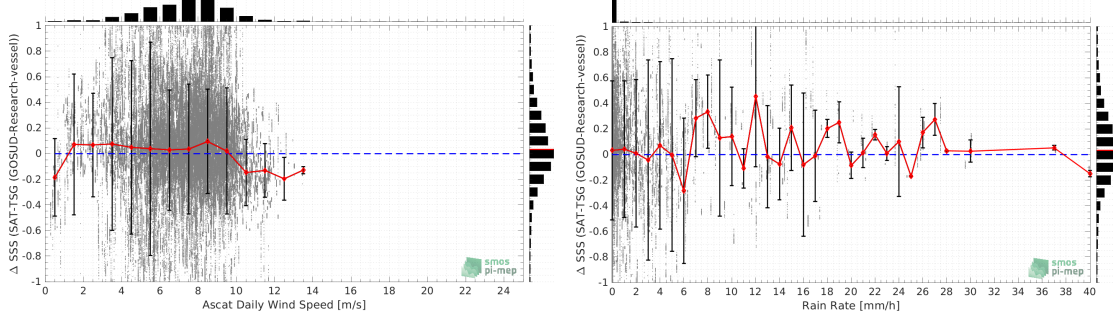 Δ SSS (SAT-TSG (GOSUD-Research-vessel))
1
0.8
0.6
0.4
0.2
0
-0.2
-0.4
-0.6
-0.8
-1
0 2 4 6 8 10 12 14 16 18 20 22 24
Ascat Daily Wind Speed [m/s]
smos
pi-mep
Δ SSS (SAT-TSG (GOSUD-Research-vessel))
1
0.8
0.6
0.4
0.2
0
-0.2
-0.4
-0.6
-0.8
-1
0 2 4 6 8 10 12 14 16 18 20 22 24 26 28 30 32 34 36 38 40
Rain Rate [mm/h]
smos
pi-mep